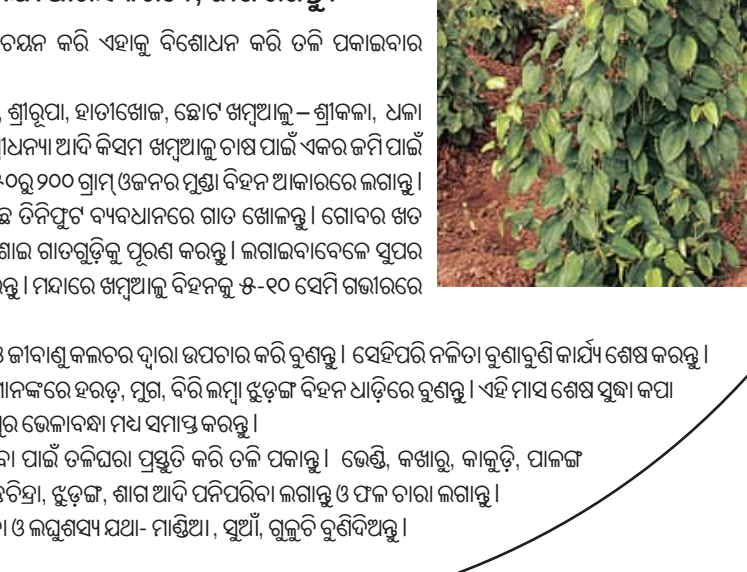 ଚୟନ କରି ଏହାକୁ ବିଶୋଧନ କରି ତଳି ପକାଇବାର
, ଶ୍ରୀରୂପା, ହାତୀଖୋଜ, ଛୋଟ ଖମ୍ବଆଳୁ – ଶ୍ରୀକଳା, ଧଳା
ଆଦି କିସମ ଖମ୍ବଆଳୁ ଚାଷ ପାଇଁ ଏକର ଜମି ପାଇଁ
୨୦୦ ଗ୍ରାମ୍ ଓଜନର ମୁଣ୍ଡା ବିହନ ଆକାରରେ ଲଗାନ୍ତୁ ।
ତିନିଫୁଟ ବ୍ୟବଧାନରେ ଗାତ ଖୋଳନ୍ତୁ । ଗୋବର ଖତ
ଗାତଗୁଡ଼ିକୁ ପୂରଣ କରନ୍ତୁ । ଲଗାଇବାବେଳେ ସୁପର
ମନ୍ଦାରେ ଖମ୍ବଆଳୁ ବିହନକୁ ୫-୧୦ ସେମି ଗଭୀରରେ
ଓ ଜୀବାଣୁ କଲଚର ଦ୍ୱାରା ଉପଚାର କରି ବୁଣନ୍ତୁ । ସେହିପରି ନଳିତା ବୁଣାବୁଣି କାର୍ଯ୍ୟ ଶେଷ କରନ୍ତୁ ।
ହରଡ଼, ମୁଗ, ବିରି ଲମ୍ବା ଝୁଡ଼ଙ୍ଗ ବିହନ ଧାଡ଼ିରେ ବୁଣନ୍ତୁ । ଏହି ମାସ ଶେଷ ସୁଦ୍ଧା କପା
ଭେଳାବନ୍ଧା ମଧ୍ୟ ସମାପ୍ତ କରନ୍ତୁ ।
ପାଇଁ ତଳିଘରା ପ୍ରସ୍ତୁତି କରି ତଳି ପକାନ୍ତୁ । ଭେଣ୍ଡି, କଖାରୁ, କାକୁଡ଼ି, ପାଳଙ୍ଗ
ଝୁଡ଼ଙ୍ଗ, ଶାଗ ଆଦି ପନିପରିବା ଲଗାନ୍ତୁ ଓ ଫଳ ଚାରା ଲଗାନ୍ତୁ ।
ଓ ଲଘୁଶସ୍ୟ ଯଥା- ମାଣ୍ଡିଆ , ସୁଆଁ, ଗୁଳୁଚି ବୁଣିଦିଅନ୍ତୁ ।